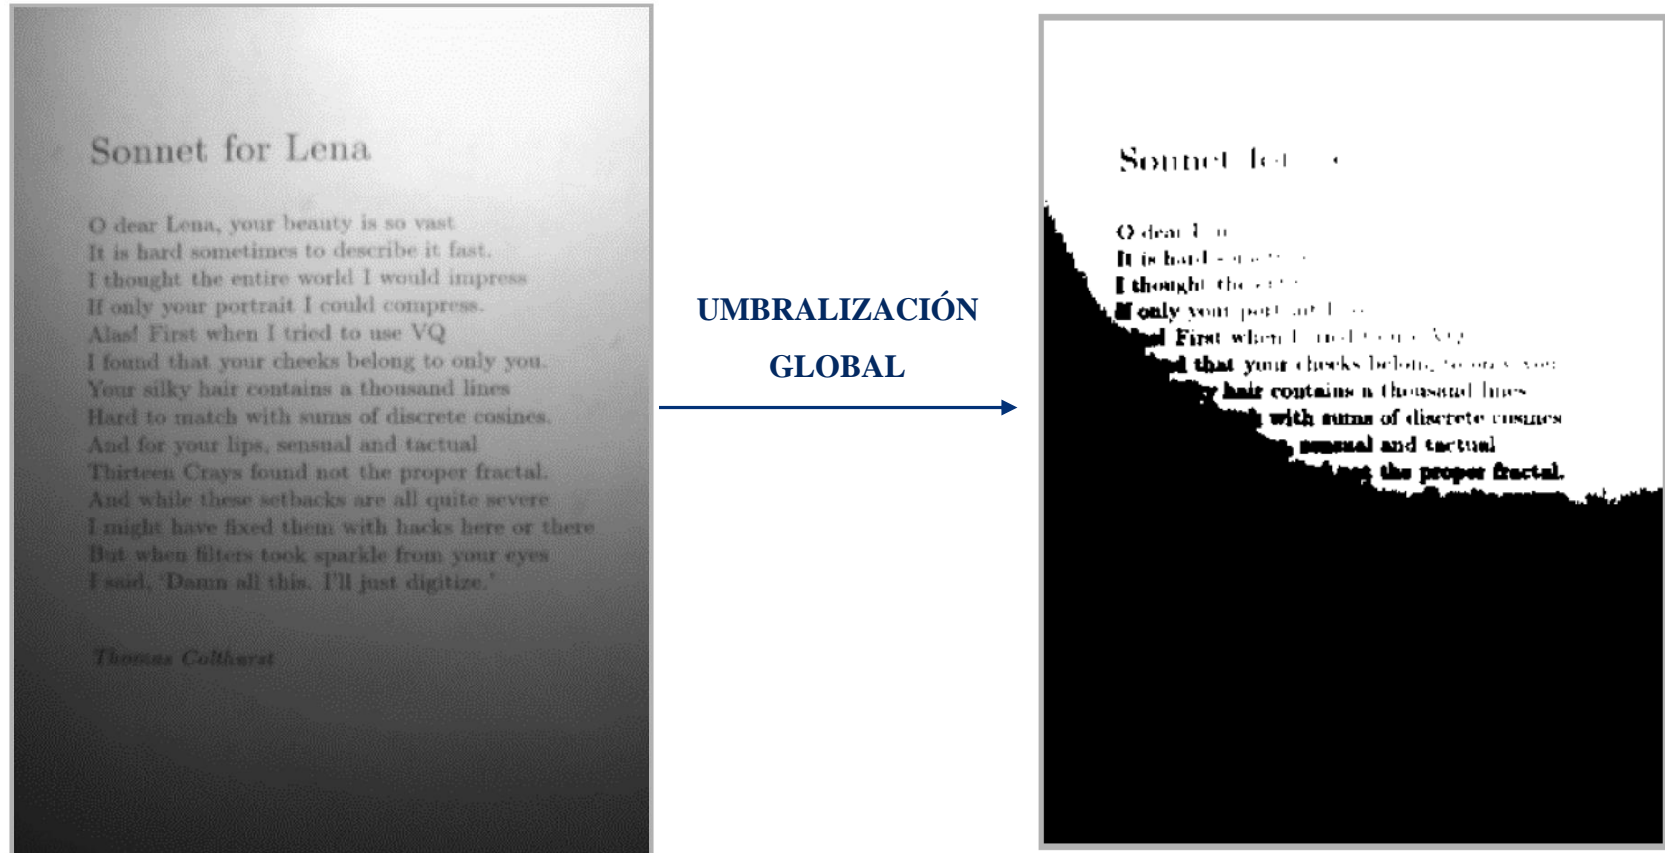 Sonnet for Lena
O dear Lena, your beauty is so vast
It is hard sometimes to describe it fast.
I thought the entire world I would impress
If only your portrait I could compress.
Alas! First when I tried to use VQ
I found that your cheeks belong to only you.
Your silky hair contains a thousand lines
Hard to match with sums of discrete cosines.
And for your lips, sensual and tactual
Thirteen Crays found not the proper fractal.
And while these setbacks are all quite severe
I might have fixed them with hacks here or there
But when filters took sparkle from your eyes
I said, 'Damn all this. I'll just digitize.'
Thomas Colthurst
UMBRALIZACIÓN
GLOBAL
O dear
It is hard
I thought the
If only your
First when
that your cheeks
hair contains a thousand lines
with sums of discrete cosines
sensual and tactual
not the proper fractal.